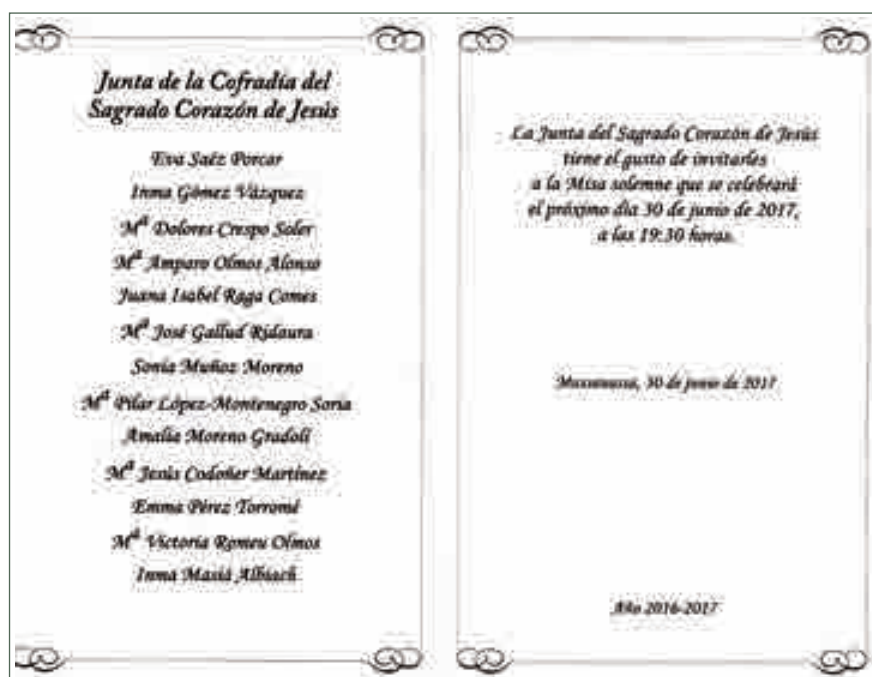 Junta de la Cofradía del
Sagrado Corazón de Jesús
Eva Saéz Porcar
Inma Gómez Vázquez
Mª Dolores Crespo Soler
Mª Amparo Olmos Alonso
Juana Isabel Raga Comes
Mª José Gallud Ridaura
Sonia Muñoz Moreno
Mª Pilar López-Montenegro Soria
Amalia Moreno Gradolí
Mª Jesús Codoñer Martínez
Emma Pérez Torromé
Mª Victoria Romeu Olmos
Inma Masiá Albiach
La Junta del Sagrado Corazón de Jesús
tiene el gusto de invitarles
a la Misa solemne que se celebrará
el próximo día 30 de junio de 2017,
a las 19:30 horas.
Massanassa, 30 de junio de 2017
Año 2016-2017